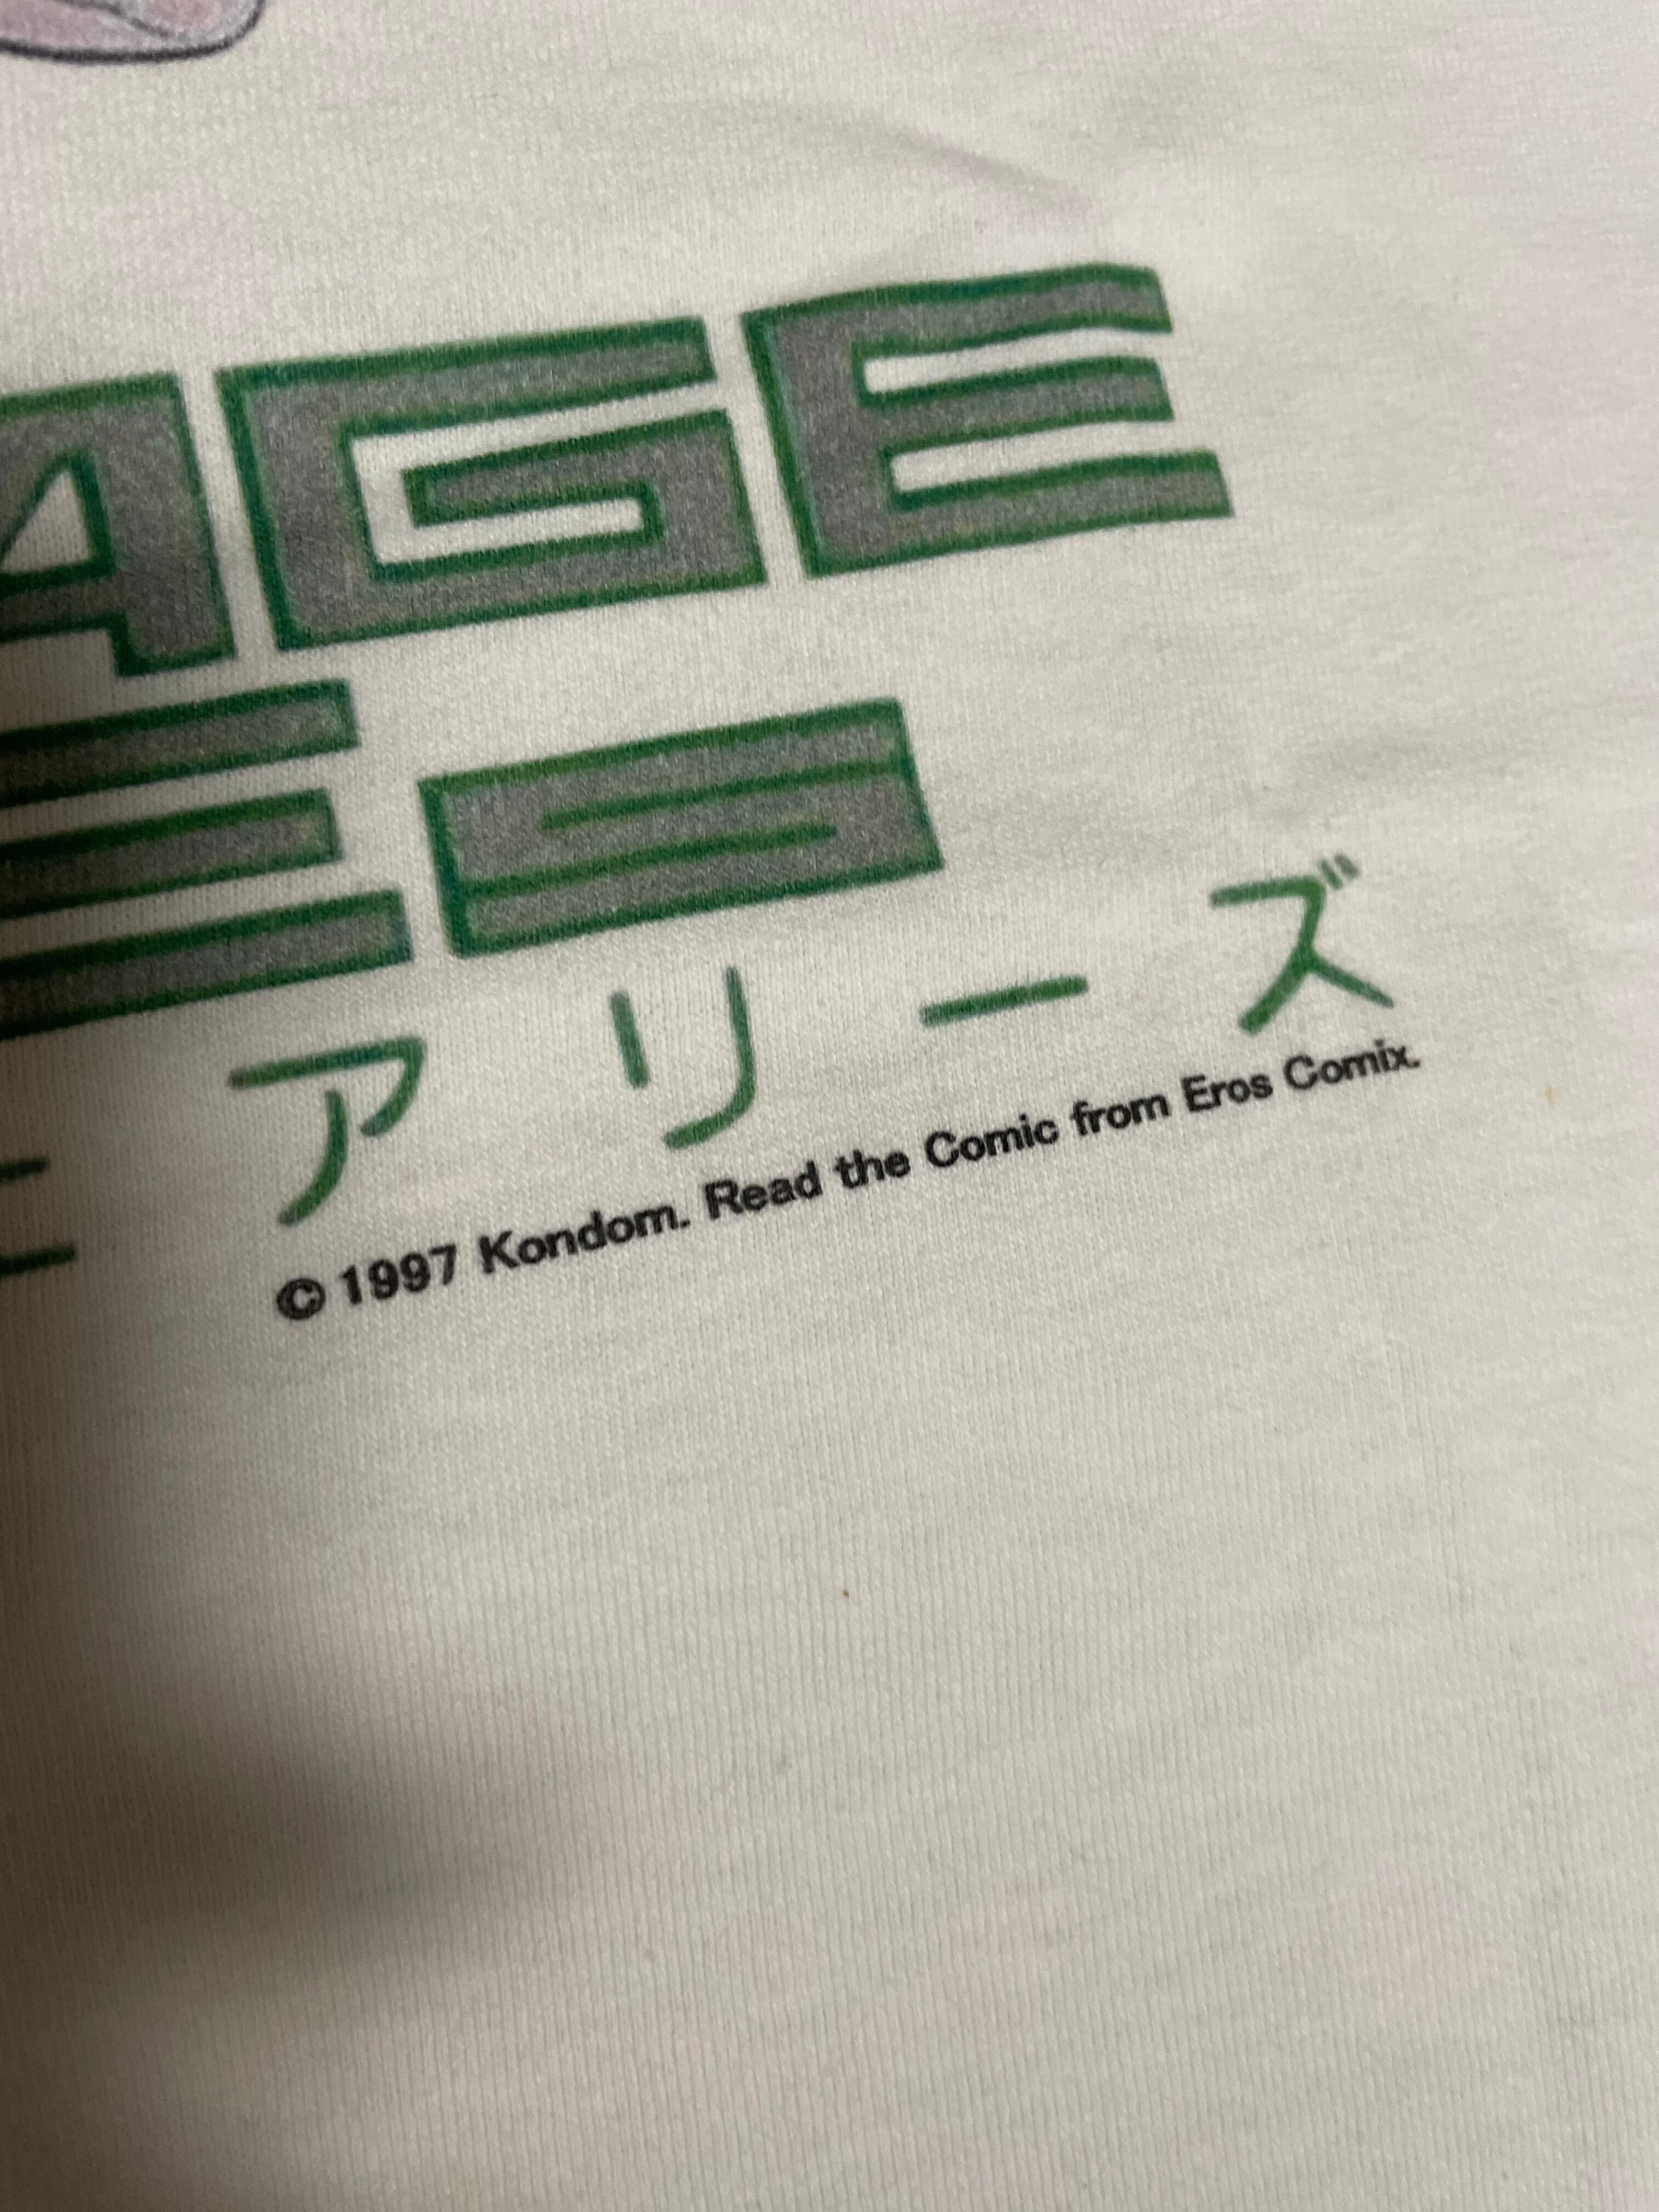 AGE
ES
アリーズ
© 1997 Kondom. Read the Comic from Eros Comix.